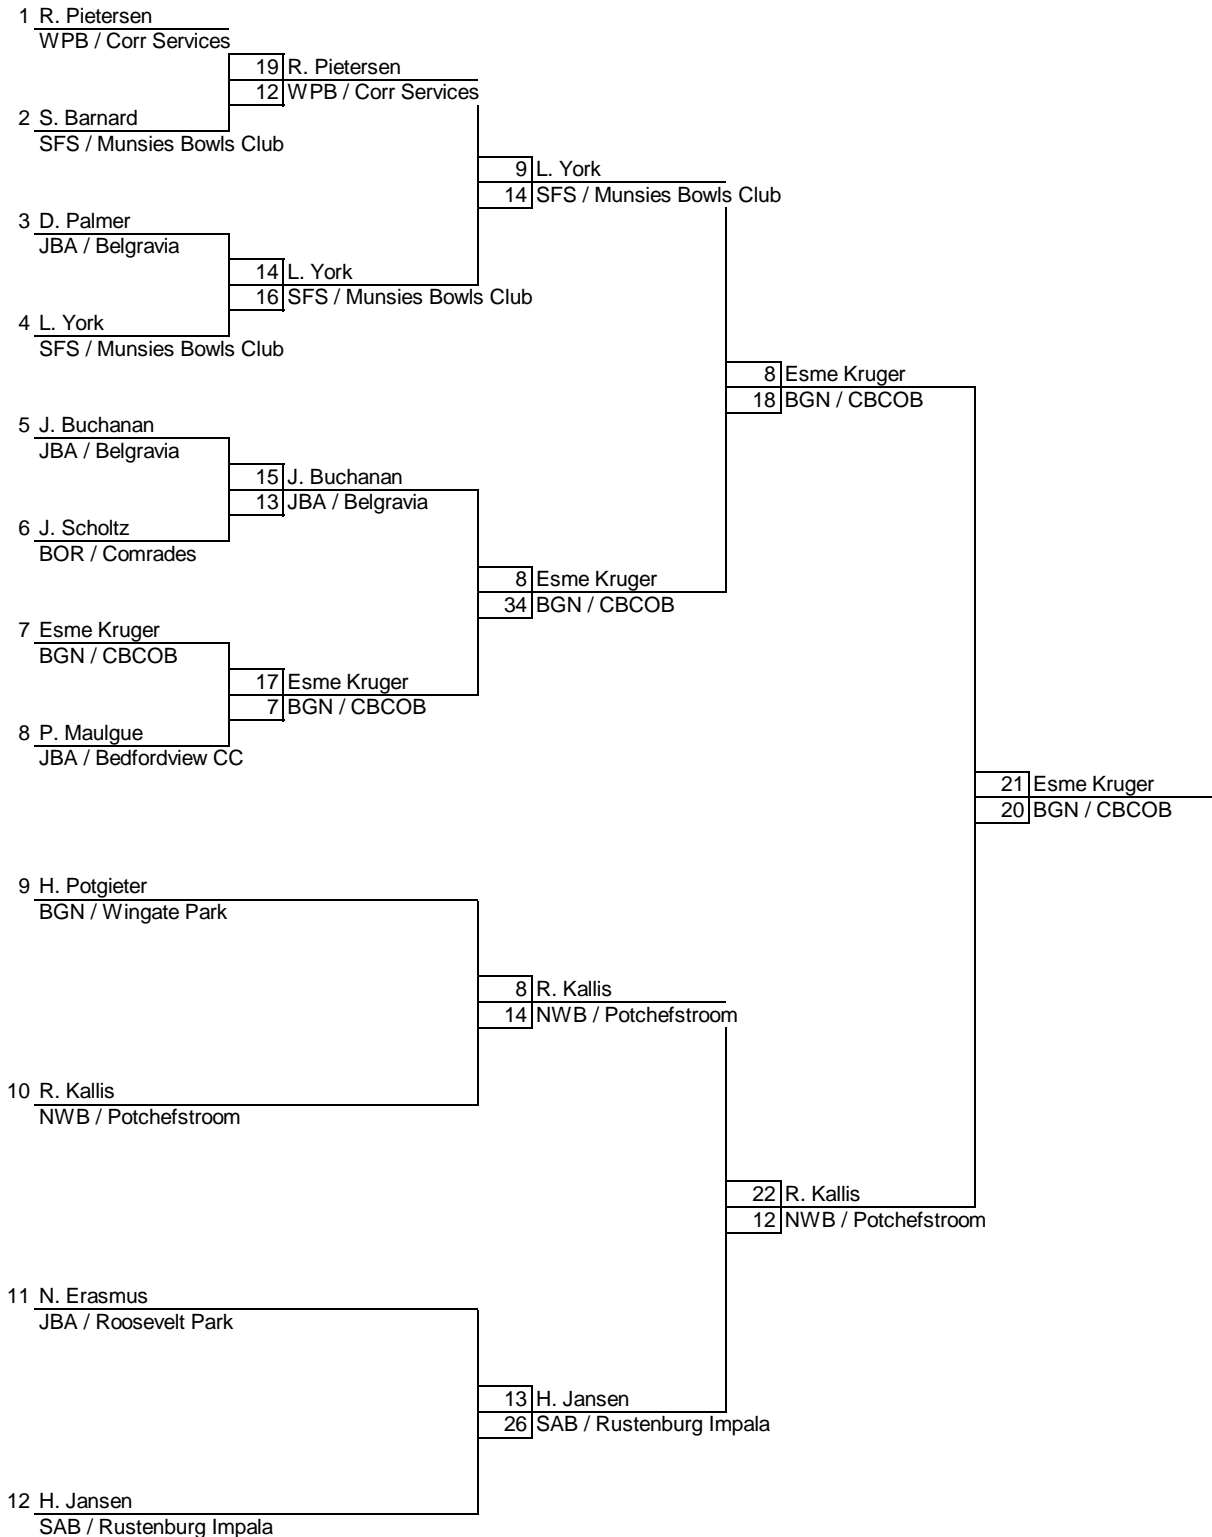 1 R. Pietersen
WPB / Corr Services
19 R. Pietersen
12 WPB / Corr Services
2 S. Barnard
SFS / Munsies Bowls Club
9 L. York
14 SFS / Munsies Bowls Club
3 D. Palmer
JBA / Belgravia
14 L. York
16 SFS / Munsies Bowls Club
4 L. York
SFS / Munsies Bowls Club
8 Esme Kruger
18 BGN / CBCOB
5 J. Buchanan
JBA / Belgravia
15 J. Buchanan
13 JBA / Belgravia
6 J. Scholtz
BOR / Comrades
8 Esme Kruger
34 BGN / CBCOB
7 Esme Kruger
BGN / CBCOB
17 Esme Kruger
7 BGN / CBCOB
8 P. Maulgue
JBA / Bedfordview CC
21 Esme Kruger
20 BGN / CBCOB
9 H. Potgieter
BGN / Wingate Park
8 R. Kallis
14 NWB / Potchefstroom
10 R. Kallis
NWB / Potchefstroom
22 R. Kallis
12 NWB / Potchefstroom
11 N. Erasmus
JBA / Roosevelt Park
13 H. Jansen
26 SAB / Rustenburg Impala
12 H. Jansen
SAB / Rustenburg Impala